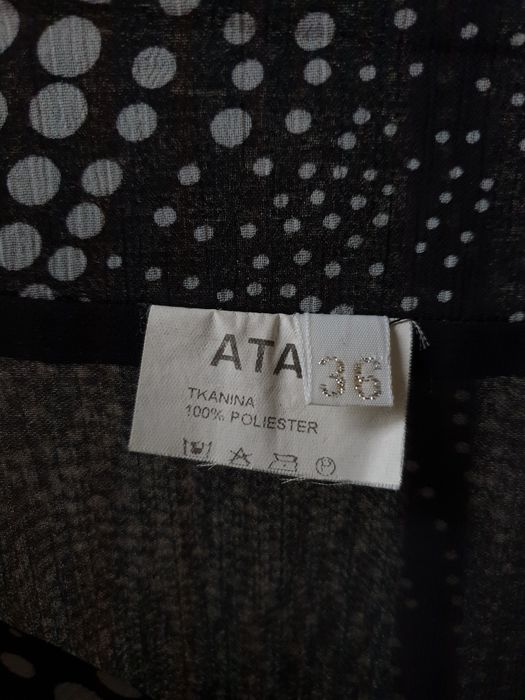 ATA
36
TKANINA
100% POLIESTER